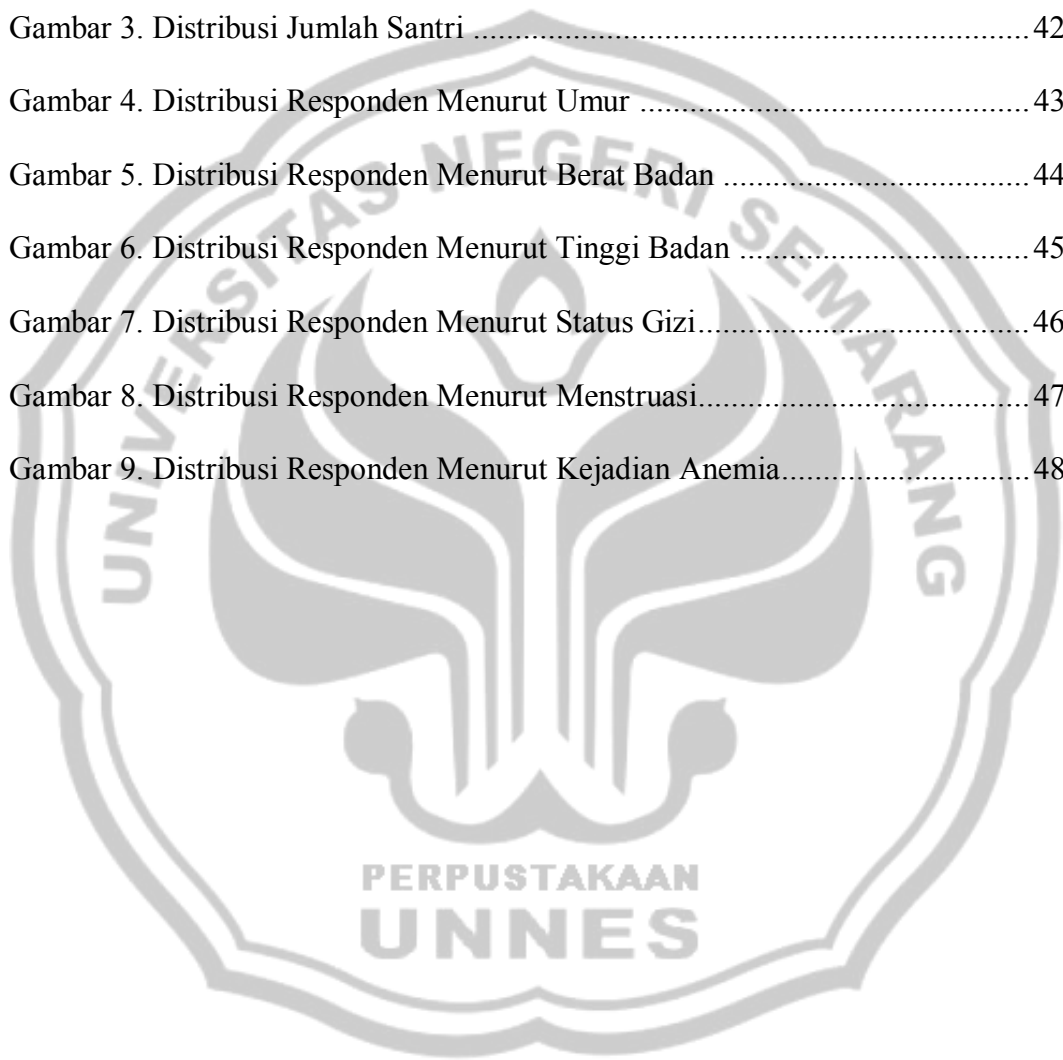 Gambar 3. Distribusi Jumlah Santri ..................................................................... 42
Gambar 4. Distribusi Responden Menurut Umur ................................................ 43
Gambar 5. Distribusi Responden Menurut Berat Badan ..................................... 44
Gambar 6. Distribusi Responden Menurut Tinggi Badan ................................... 45
Gambar 7. Distribusi Responden Menurut Status Gizi......................................... 46
Gambar 8. Distribusi Responden Menurut Menstruasi......................................... 47
Gambar 9. Distribusi Responden Menurut Kejadian Anemia.............................. 48
UNIVERSITAS NEGERI SEMARANG
PERPUSTAKAAN
UNNES